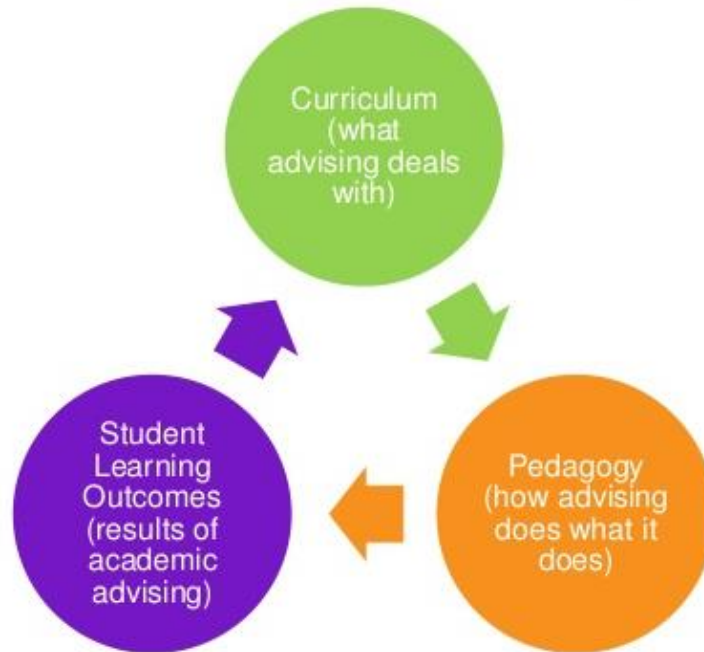 Curriculum
(what
advising deals
with)
Pedagogy
(how advising
does what it
does)
Student
Learning
Outcomes
(results of
academic
advising)